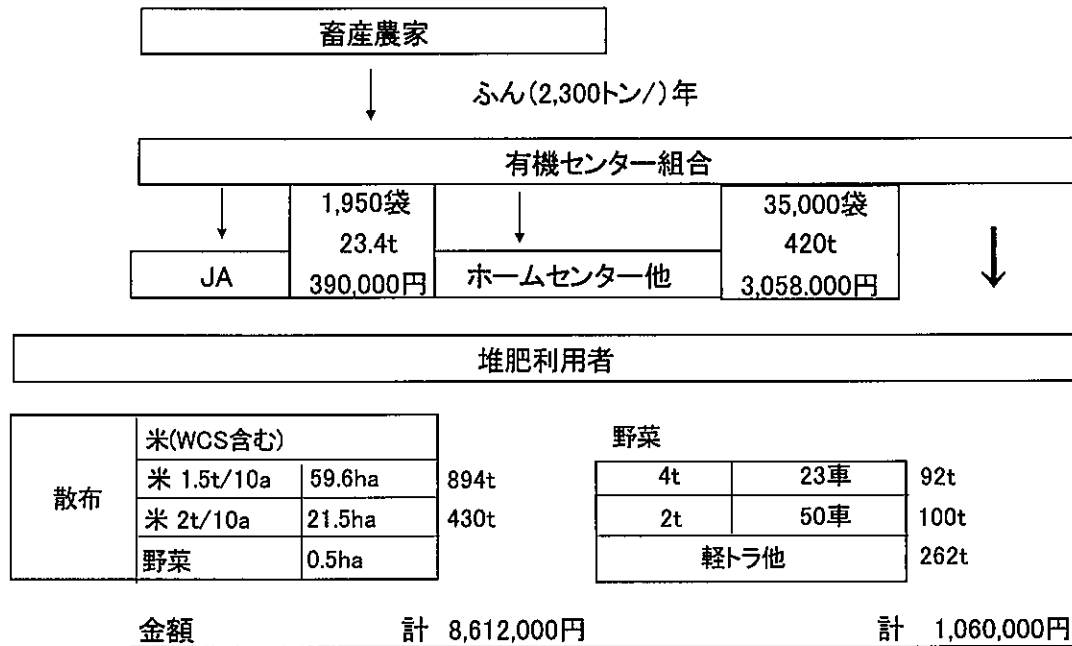 畜産農家
ふん(2,300トン/)年
有機センター組合
1,950袋
23.4t
390,000円
JA
ホームセンター他
35,000袋
420t
3,058.000円
堆肥利用者
散布
米(WCS含む)
米 1.5t/10a 59.6ha 894t
米 2t/10a 21.5ha 430t
野菜 0.5ha
野菜
4t 23車 92t
2t 50車 100t
軽トラ他 262t
金額 計 8,612,000円 計 1,060,000円